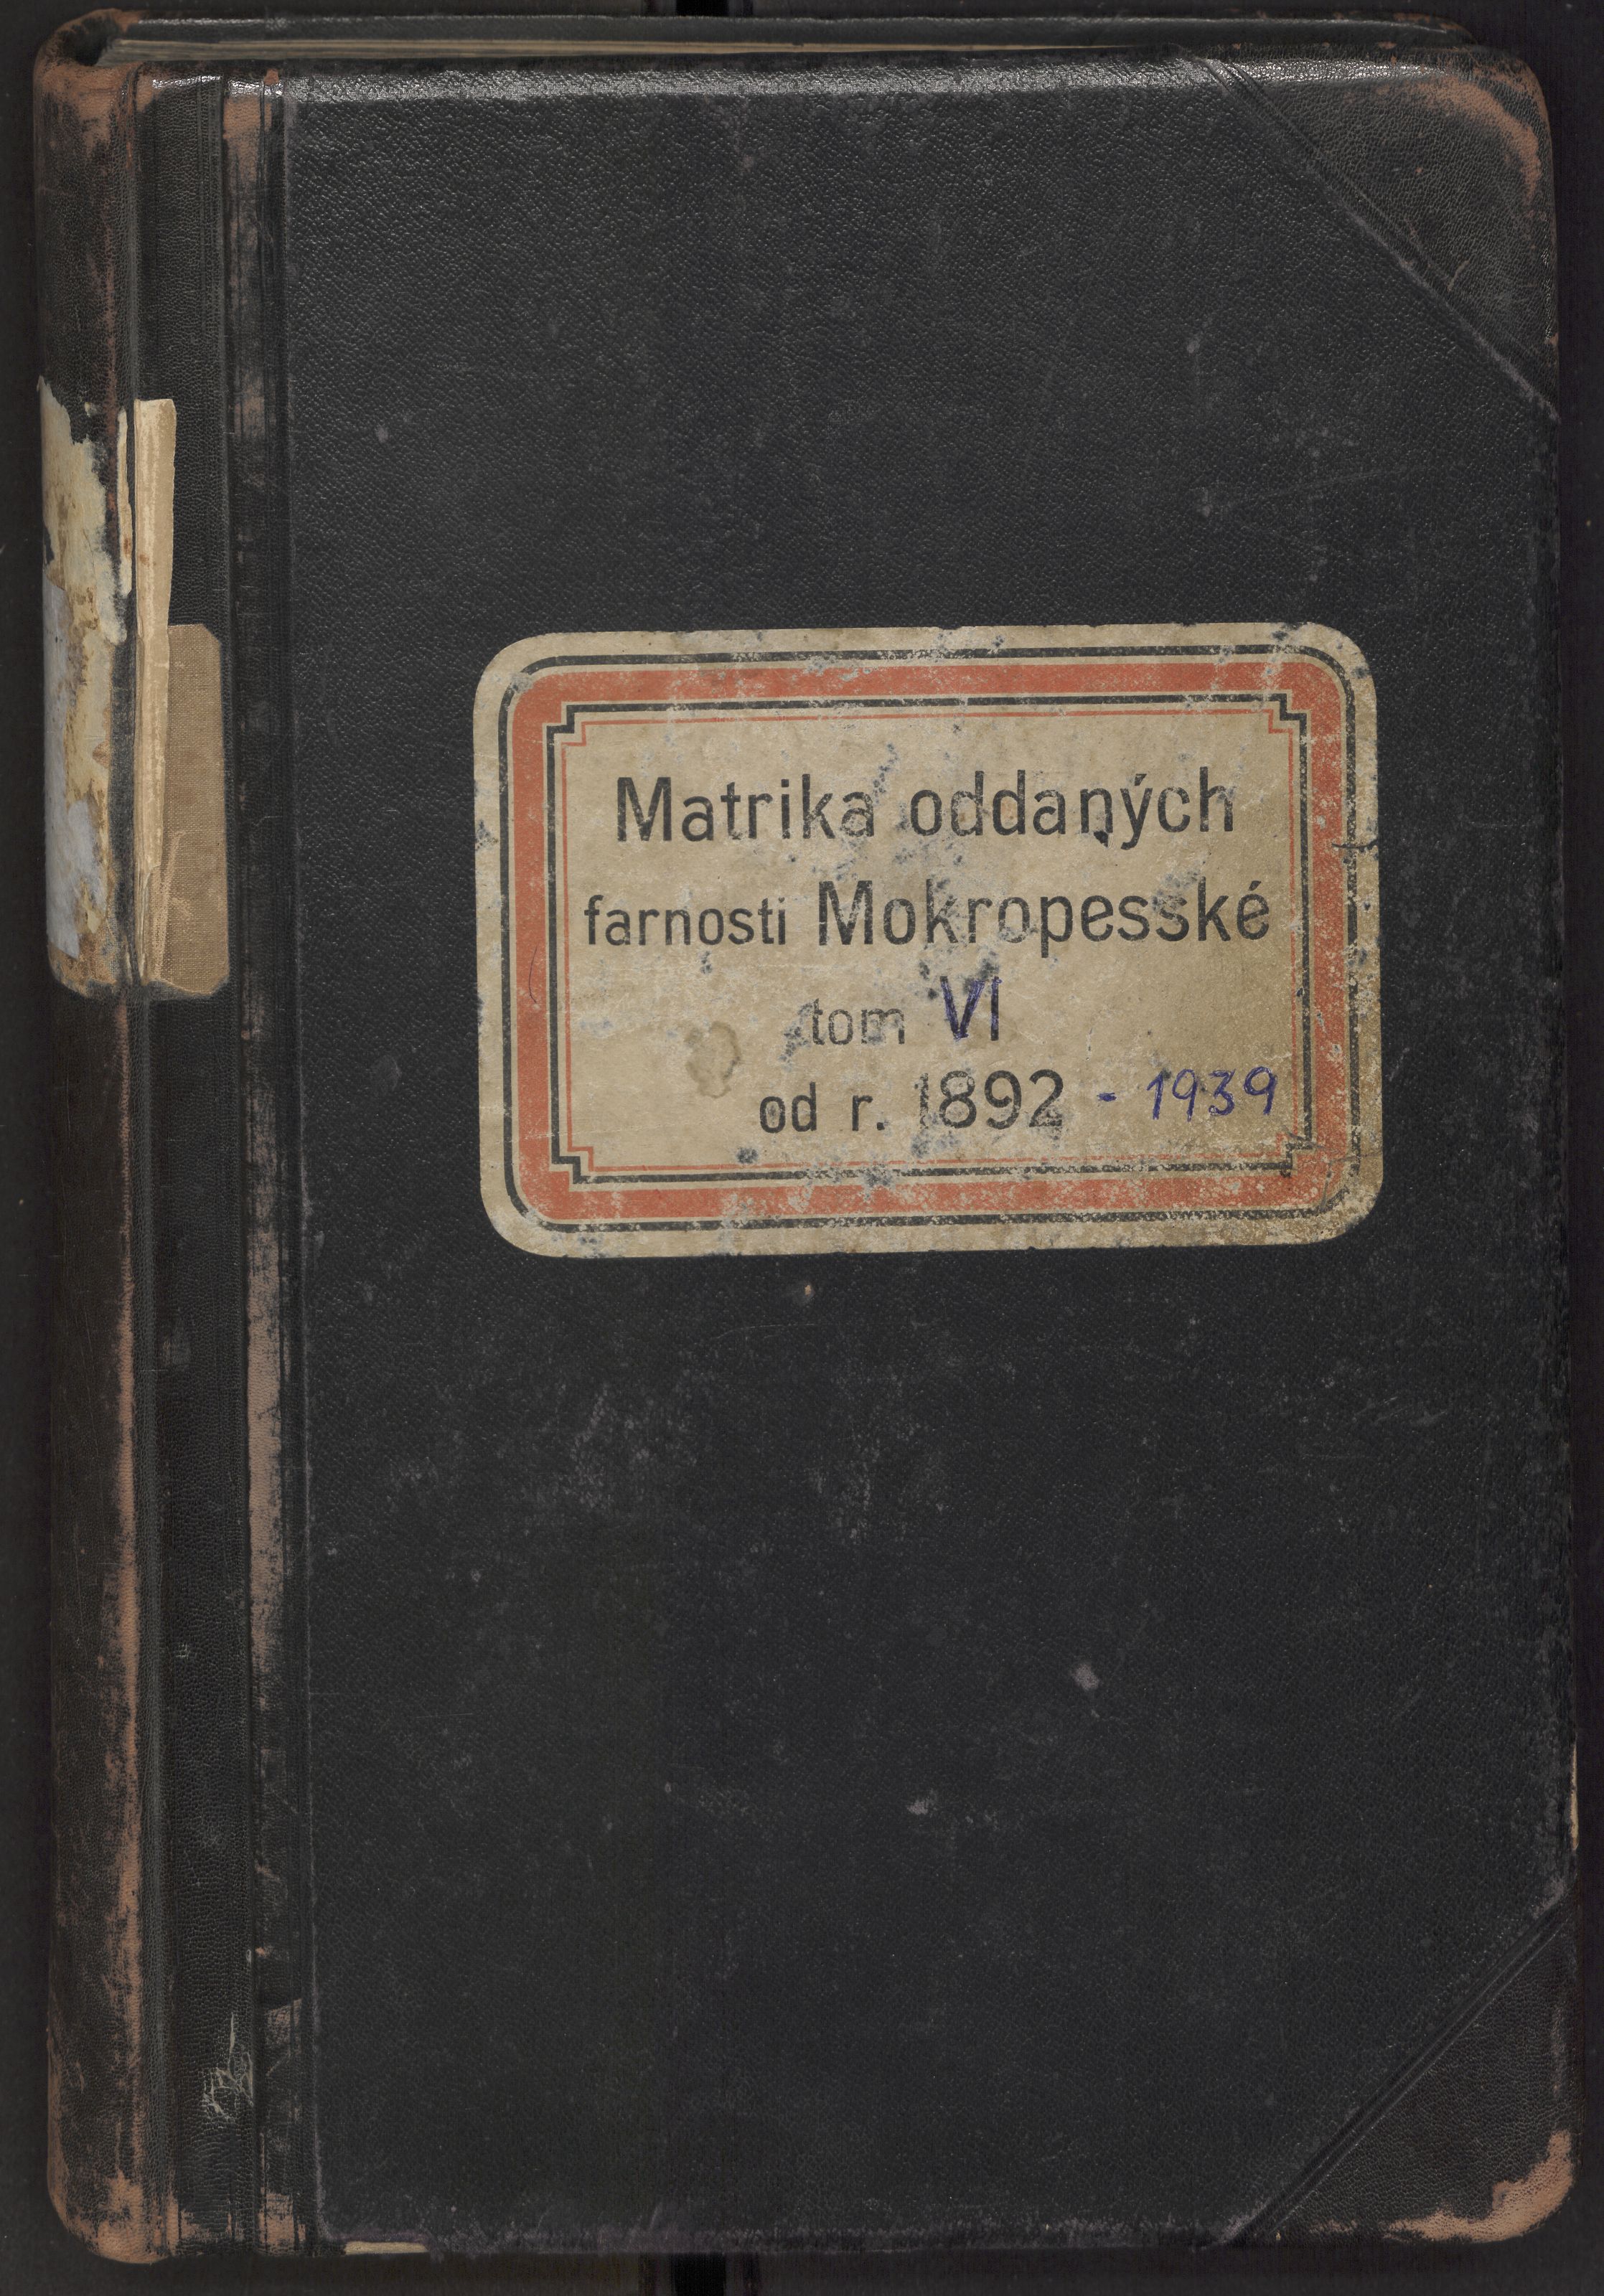 Matrika oddaných
farnosti Mokropesské
tom VI
od r. 1892 - 1939